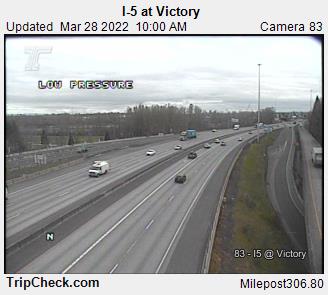 I-5 at Victory
Updated Mar 28 2022 10:00 AM Camera 83
LOW PRESSURE
N
83 - I5 @ Victory
TripCheck.com Milepost306.80